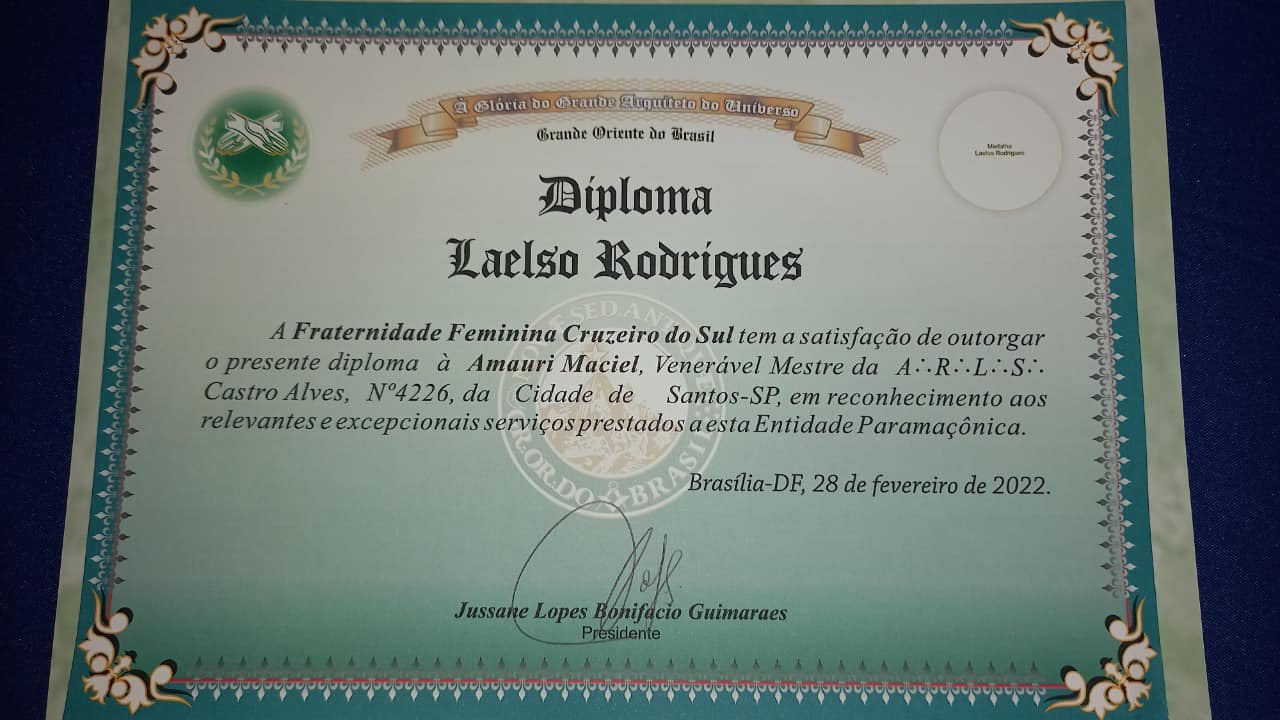 À Glória do Grande Arquiteto do Universo
Grande Oriente do Brasil
Medalha
Laelso Rodrigues
Diploma
Laelso Rodrigues
A Fraternidade Feminina Cruzeiro do Sul tem a satisfação de outorgar
o presente diploma à Amauri Maciel, Venerável Mestre da A∴R∴L∴S∴
Castro Alves, Nº4226, da Cidade de Santos-SP, em reconhecimento aos
relevantes e excepcionais serviços prestados a esta Entidade Paramaçônica.
Brasília-DF, 28 de fevereiro de 2022.
Jussane Lopes Bonifácio Guimaraes
Presidente